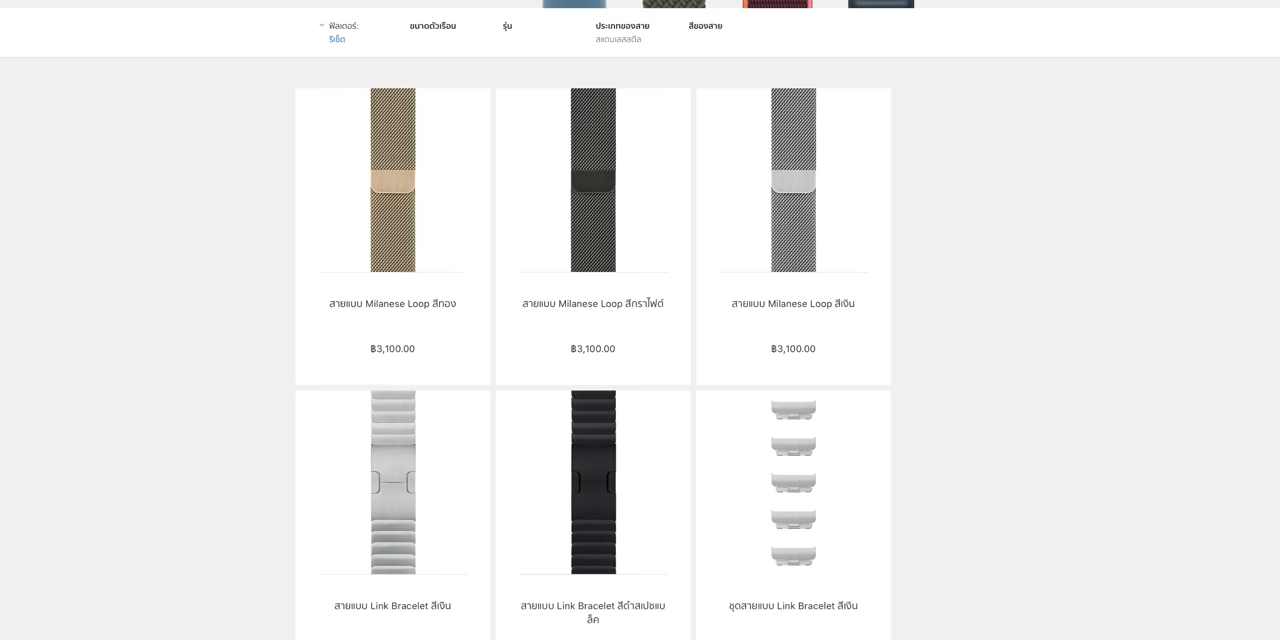 ฟิลเตอร์:
รีเซ็ต
ขนาดตัวเรือน
รุ่น
ประเภทของสาย
สแตนเลสสตีล
สีของสาย
สายแบบ Milanese Loop สีทอง
฿3,100.00
สายแบบ Milanese Loop สีกราไฟต์
฿3,100.00
สายแบบ Milanese Loop สีเงิน
฿3,100.00
สายแบบ Link Bracelet สีเงิน
สายแบบ Link Bracelet สีดำสเปซแบ
ล็ค
ชุดสายแบบ Link Bracelet สีเงิน